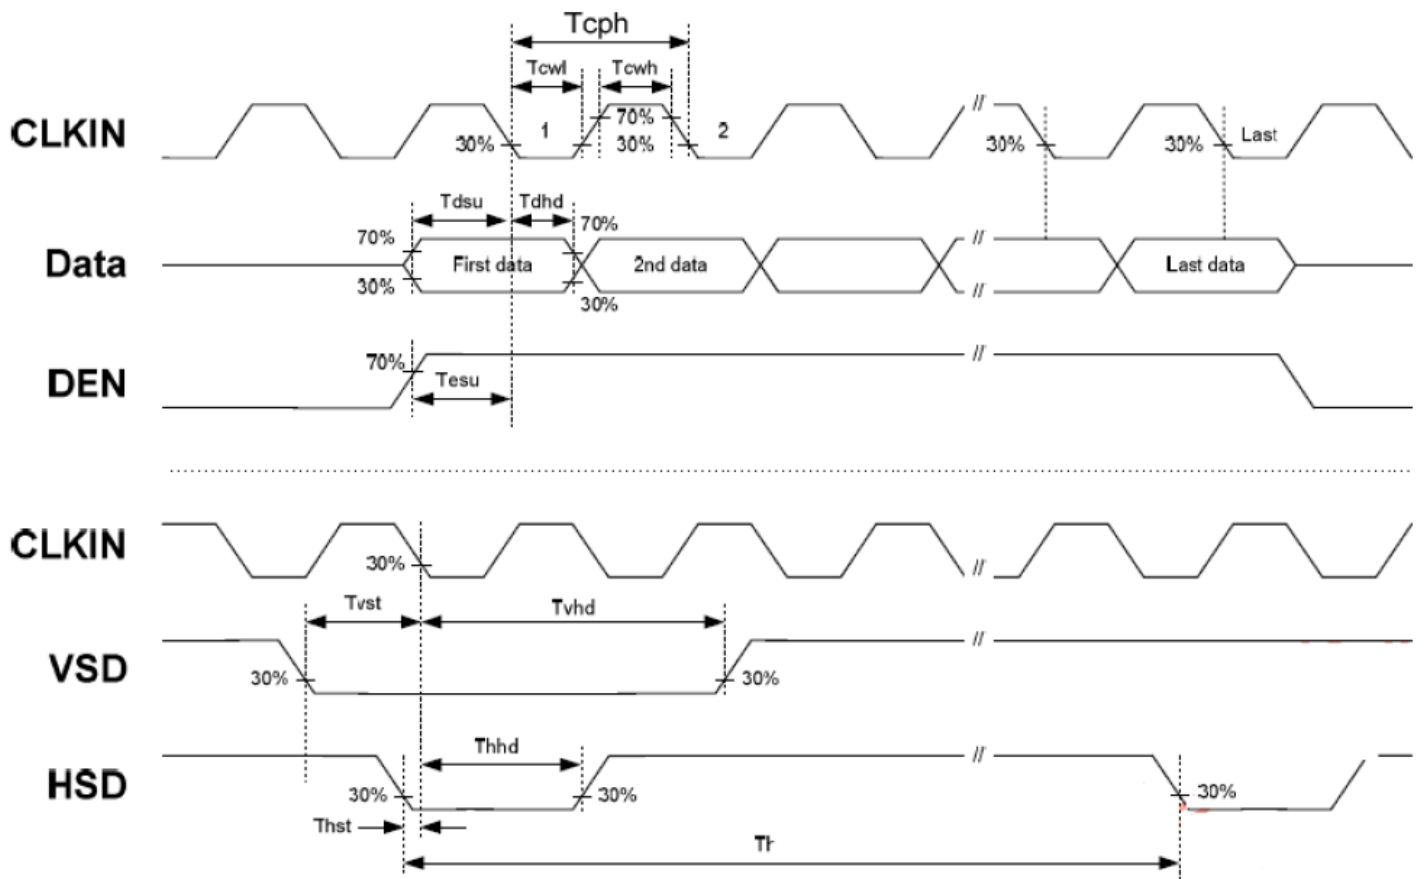 Tcph
Tcwl Tcwh
CLKIN 30% 1 70% 30% 2 // 30% 30% Last
Tdsu Tdhd
70% 70%
Data First data 2nd data // // Last data
30% 30%
DEN 70% Tesu //
CLKIN 30% //
Tvst Tvhd
VSD 30% 30% //
Thhd
HSD 30% 30% // 30%
Thst
Th